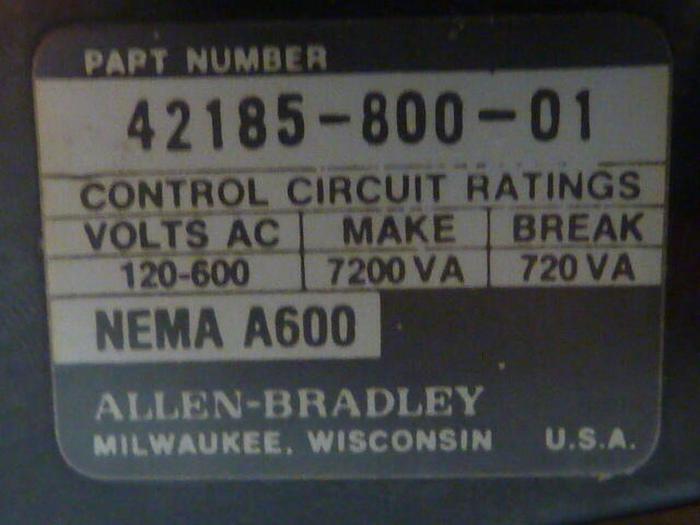 PART NUMBER
42185-800-01
CONTROL CIRCUIT RATINGS
VOLTS AC MAKE BREAK
120-600 7200 VA 720 VA
NEMA A600
ALLEN-BRADLEY
MILWAUKEE, WISCONSIN U.S.A.